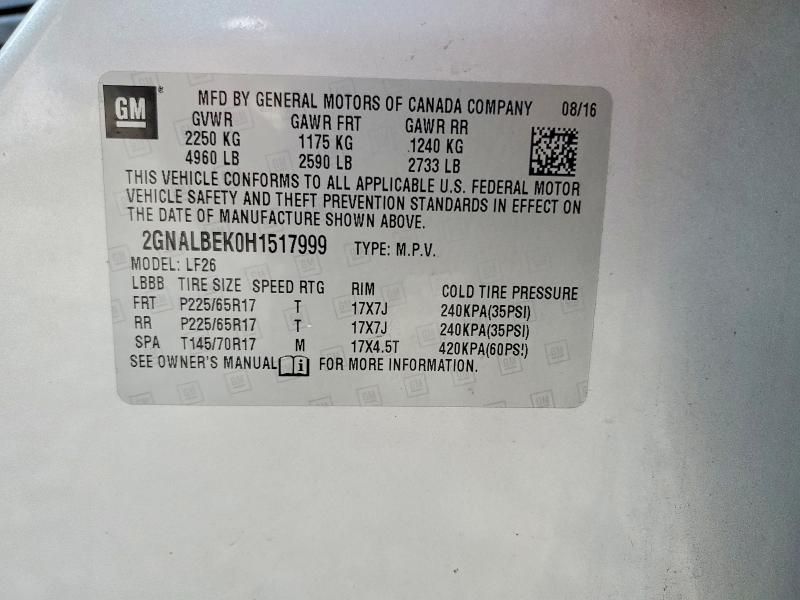 GM MFD BY GENERAL MOTORS OF CANADA COMPANY 08/16
GVWR GAWR FRT GAWR RR
2250 KG 1175 KG 1240 KG
4960 LB 2590 LB 2733 LB
THIS VEHICLE CONFORMS TO ALL APPLICABLE U.S. FEDERAL MOTOR
VEHICLE SAFETY AND THEFT PREVENTION STANDARDS IN EFFECT ON
THE DATE OF MANUFACTURE SHOWN ABOVE.
2GNALBEK0H1517999 TYPE: M.P.V.
MODEL: LF26
LBBB TIRE SIZE SPEED RTG RIM COLD TIRE PRESSURE
FRT P225/65R17 T 17X7J 240KPA(35PSI)
RR P225/65R17 T 17X7J 240KPA(35PSI)
SPA T145/70R17 M 17X4.5T 420KPA(60PSI)
SEE OWNER'S MANUAL i FOR MORE INFORMATION.